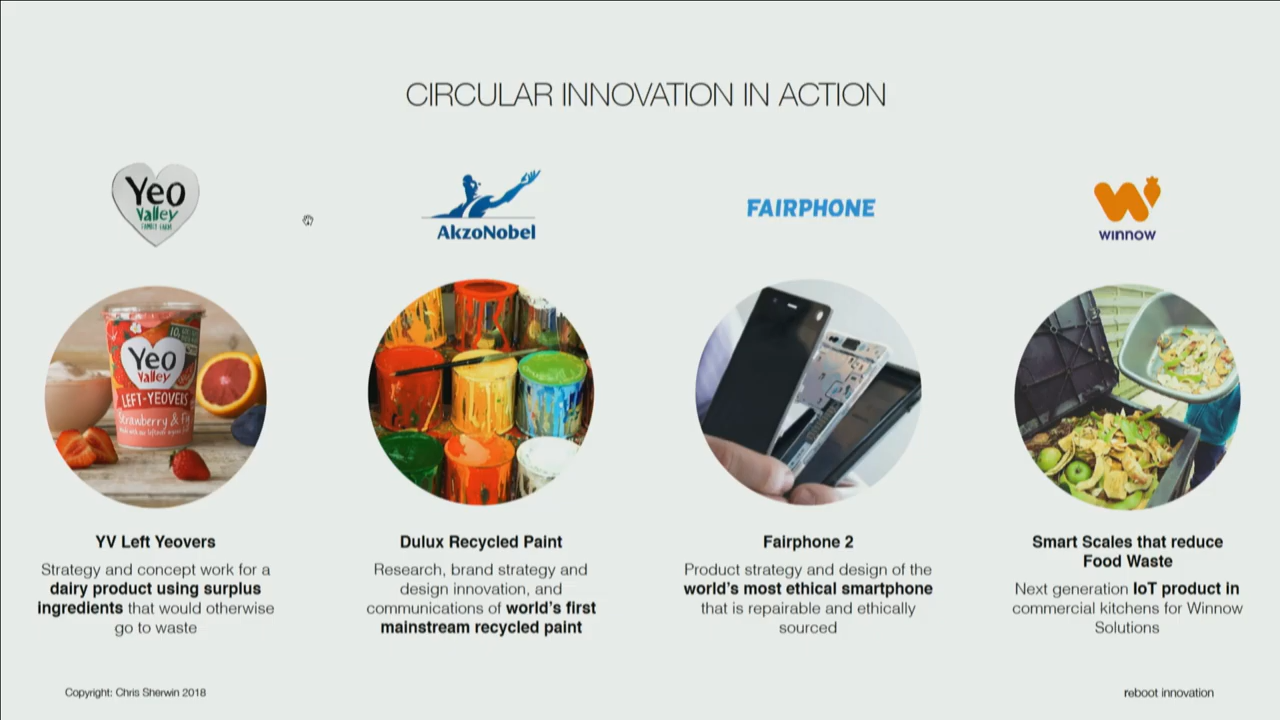 CIRCULAR INNOVATION IN ACTION
Yeo
Valley
FAMILY FARM
AkzoNobel
FAIRPHONE
winnow
Yeo
Valley
LEFT-YEOVERS
Strawberry & Fig
YV Left Yeovers
Strategy and concept work for a
dairy product using surplus
ingredients that would otherwise
go to waste
Dulux Recycled Paint
Research, brand strategy and
design innovation, and
communications of world's first
mainstream recycled paint
Fairphone 2
Product strategy and design of the
world's most ethical smartphone
that is repairable and ethically
sourced
Smart Scales that reduce
Food Waste
Next generation IoT product in
commercial kitchens for Winnow
Solutions
Copyright: Chris Sherwin 2018
reboot innovation